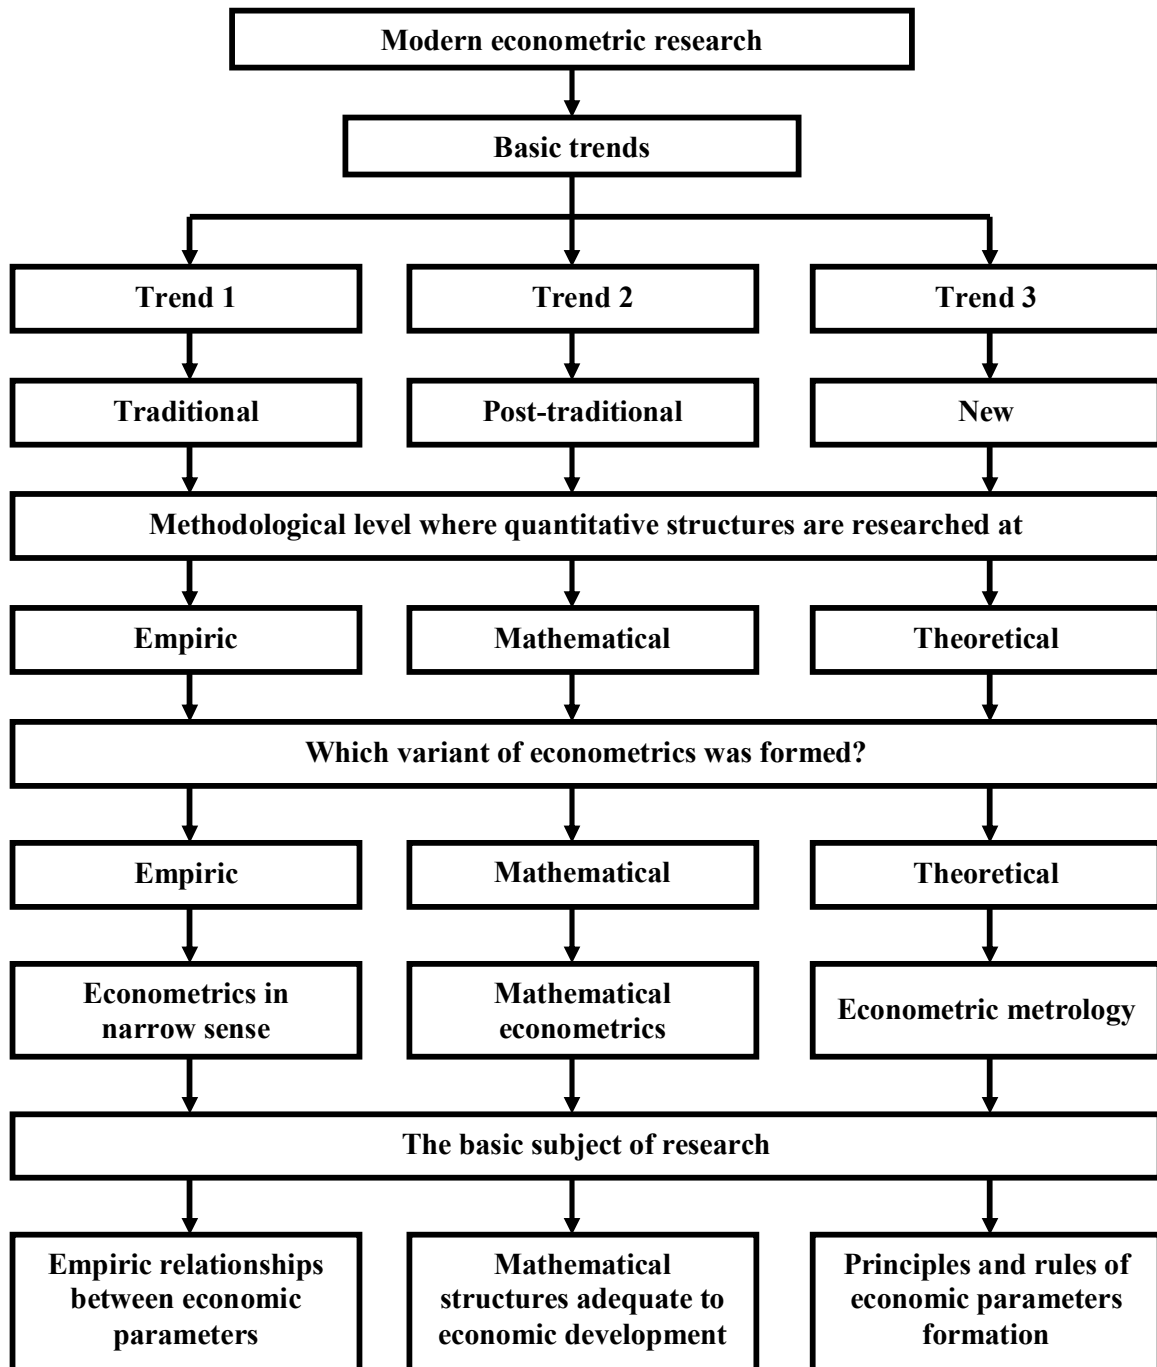 Modern econometric research
Basic trends
Trend 1
Trend 2
Trend 3
Traditional
Post-traditional
New
Methodological level where quantitative structures are researched at
Empiric
Mathematical
Theoretical
Which variant of econometrics was formed?
Empiric
Mathematical
Theoretical
Econometrics in
narrow sense
Mathematical
econometrics
Econometric metrology
The basic subject of research
Empiric relationships
between economic
parameters
Mathematical
structures adequate to
economic development
Principles and rules of
economic parameters
formation